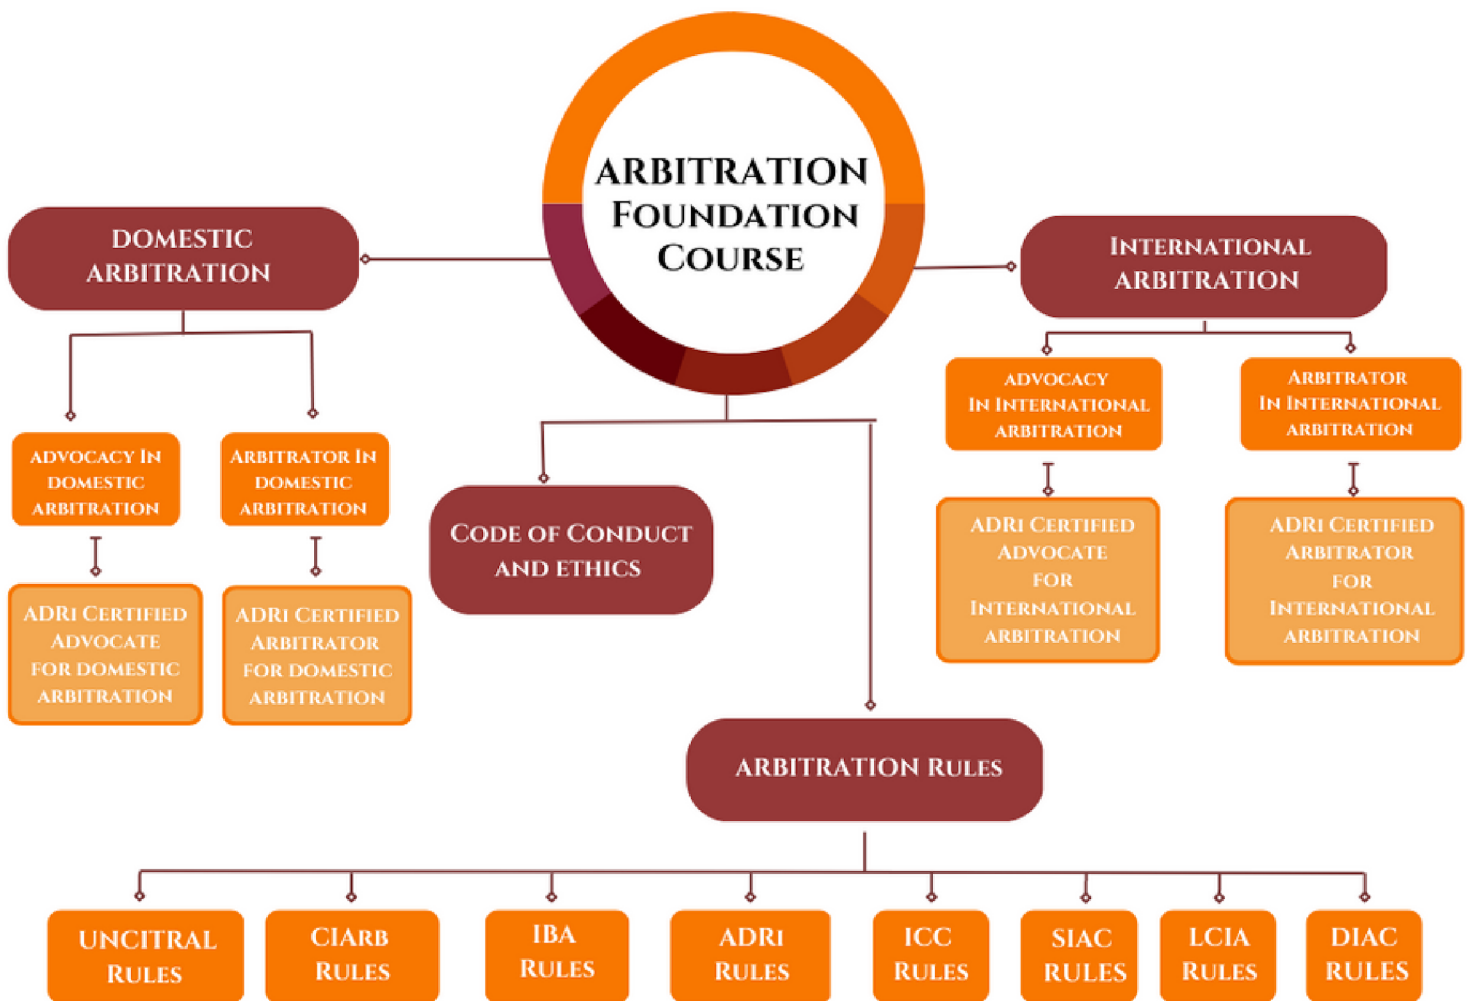 ARBITRATION
FOUNDATION
COURSE
DOMESTIC
ARBITRATION
INTERNATIONAL
ARBITRATION
ADVOCACY IN
DOMESTIC
ARBITRATION
ARBITRATOR IN
DOMESTIC
ARBITRATION
ADRI CERTIFIED
ADVOCATE
FOR DOMESTIC
ARBITRATION
ADRI CERTIFIED
ARBITRATOR
FOR DOMESTIC
ARBITRATION
CODE OF CONDUCT
AND ETHICS
ADVOCACY
IN INTERNATIONAL
ARBITRATION
ARBITRATOR
IN INTERNATIONAL
ARBITRATION
ADRI CERTIFIED
ADVOCATE
FOR
INTERNATIONAL
ARBITRATION
ADRI CERTIFIED
ARBITRATOR
FOR
INTERNATIONAL
ARBITRATION
ARBITRATION RULES
UNCITRAL
RULES
CIARB
RULES
IBA
RULES
ADRI
RULES
ICC
RULES
SIAC
RULES
LCIA
RULES
DIAC
RULES